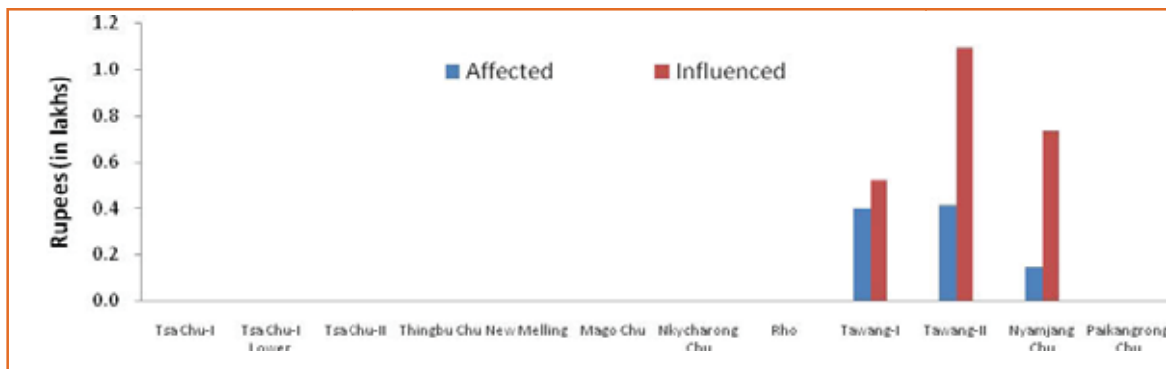 1.2
1.0
0.8
0.6
0.4
0.2
0.0
Rupees (in lakhs)
Affected
Influenced
Tsa Chu-I
Tsa Chu-I
Lower
Tsa Chu-II
Thingbu Chu
New Melling
Mago Chu
Nkycharong
Chu
Rho
Tawang-I
Tawang-II
Nyamjang
Chu
Paikangrong
Chu